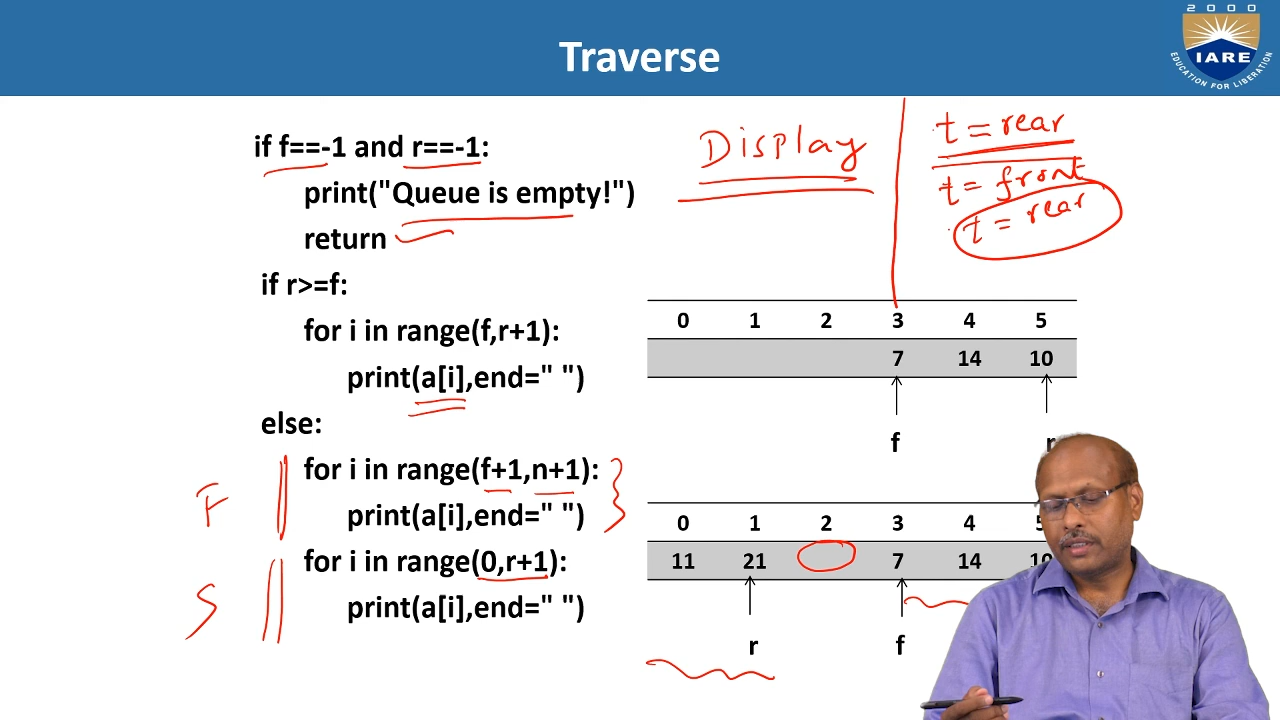 Traverse
2000
IARE
EDUCATION FOR LIBERATION
if f==-1 and r==-1:
print("Queue is empty!")
return
if r>=f:
for i in range(f,r+1):
print(a[i],end=" ")
else:
for i in range(f+1,n+1):
print(a[i],end=" ")
for i in range(0,r+1):
print(a[i],end=" ")
F
S
Display
t = rear
t = front
t = rear
0 1 2 3 4 5
7 14 10
f r
0 1 2 3 4
11 21 7 14 10
r f